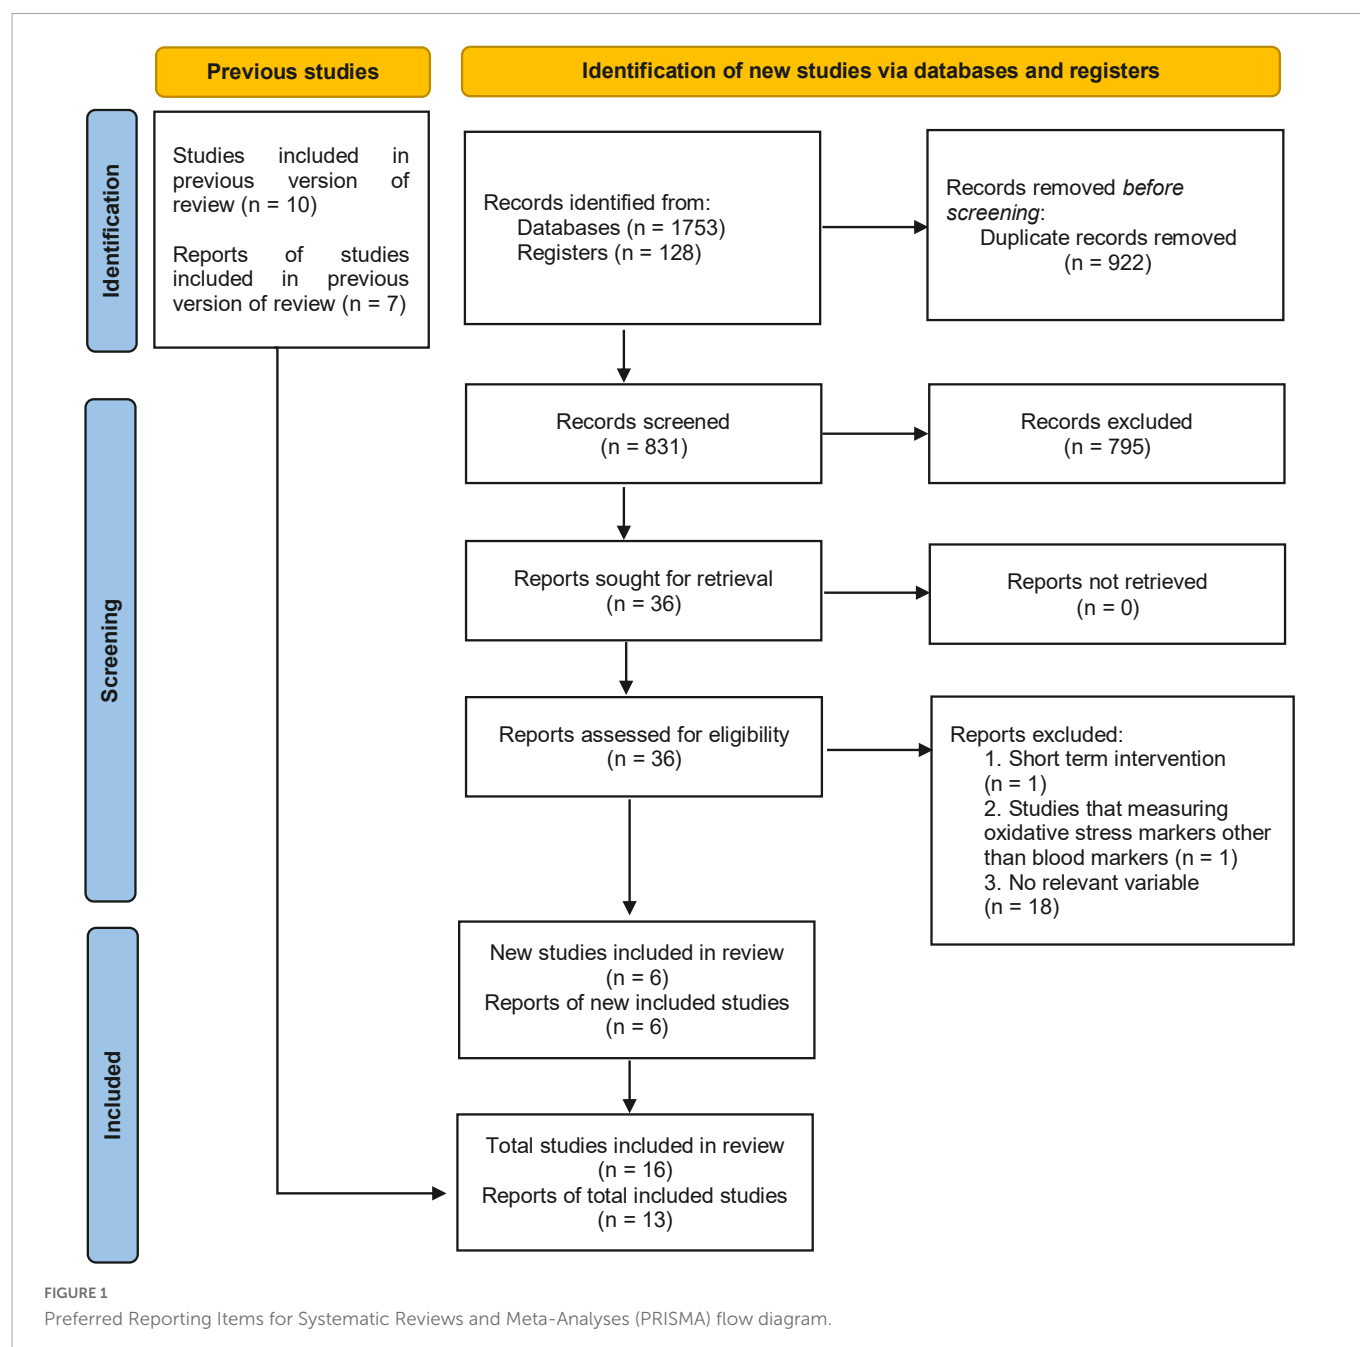 Previous studies
Identification of new studies via databases and registers
Identification
Studies included in
previous version of
review (n = 10)
Reports of studies
included in previous
version of review (n = 7)
Records identified from:
Databases (n = 1753)
Registers (n = 128)
Records removed before
screening:
Duplicate records removed
(n = 922)
Screening
Records screened
(n = 831)
Records excluded
(n = 795)
Reports sought for retrieval
(n = 36)
Reports not retrieved
(n = 0)
Reports assessed for eligibility
(n = 36)
Reports excluded:
1. Short term intervention
(n = 1)
2. Studies that measuring
oxidative stress markers other
than blood markers (n = 1)
3. No relevant variable
(n = 18)
Included
New studies included in review
(n = 6)
Reports of new included studies
(n = 6)
Total studies included in review
(n = 16)
Reports of total included studies
(n = 13)
FIGURE 1
Preferred Reporting Items for Systematic Reviews and Meta-Analyses (PRISMA) flow diagram.